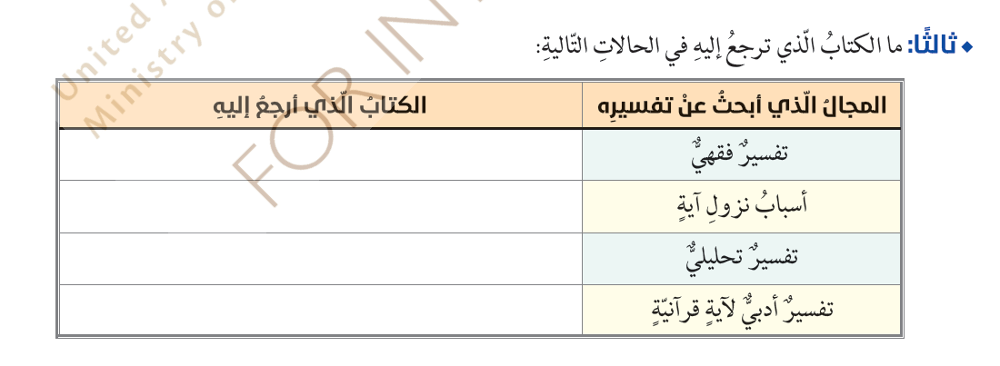 United
Ministry of
FOR IN
◆ ثالثًا: ما الكتابُ الّذي ترجعُ إليهِ في الحالاتِ التّاليةِ:
المجالُ الّذي أبحثُ عنْ تفسيرِه الكتابُ الّذي أرجعُ إليهِ
تفسيرٌ فقهيٌّ
أسبابُ نزولِ آيةٍ
تفسيرٌ تحليليٌّ
تفسيرٌ أدبيٌّ لآيةٍ قرآنيّةٍ